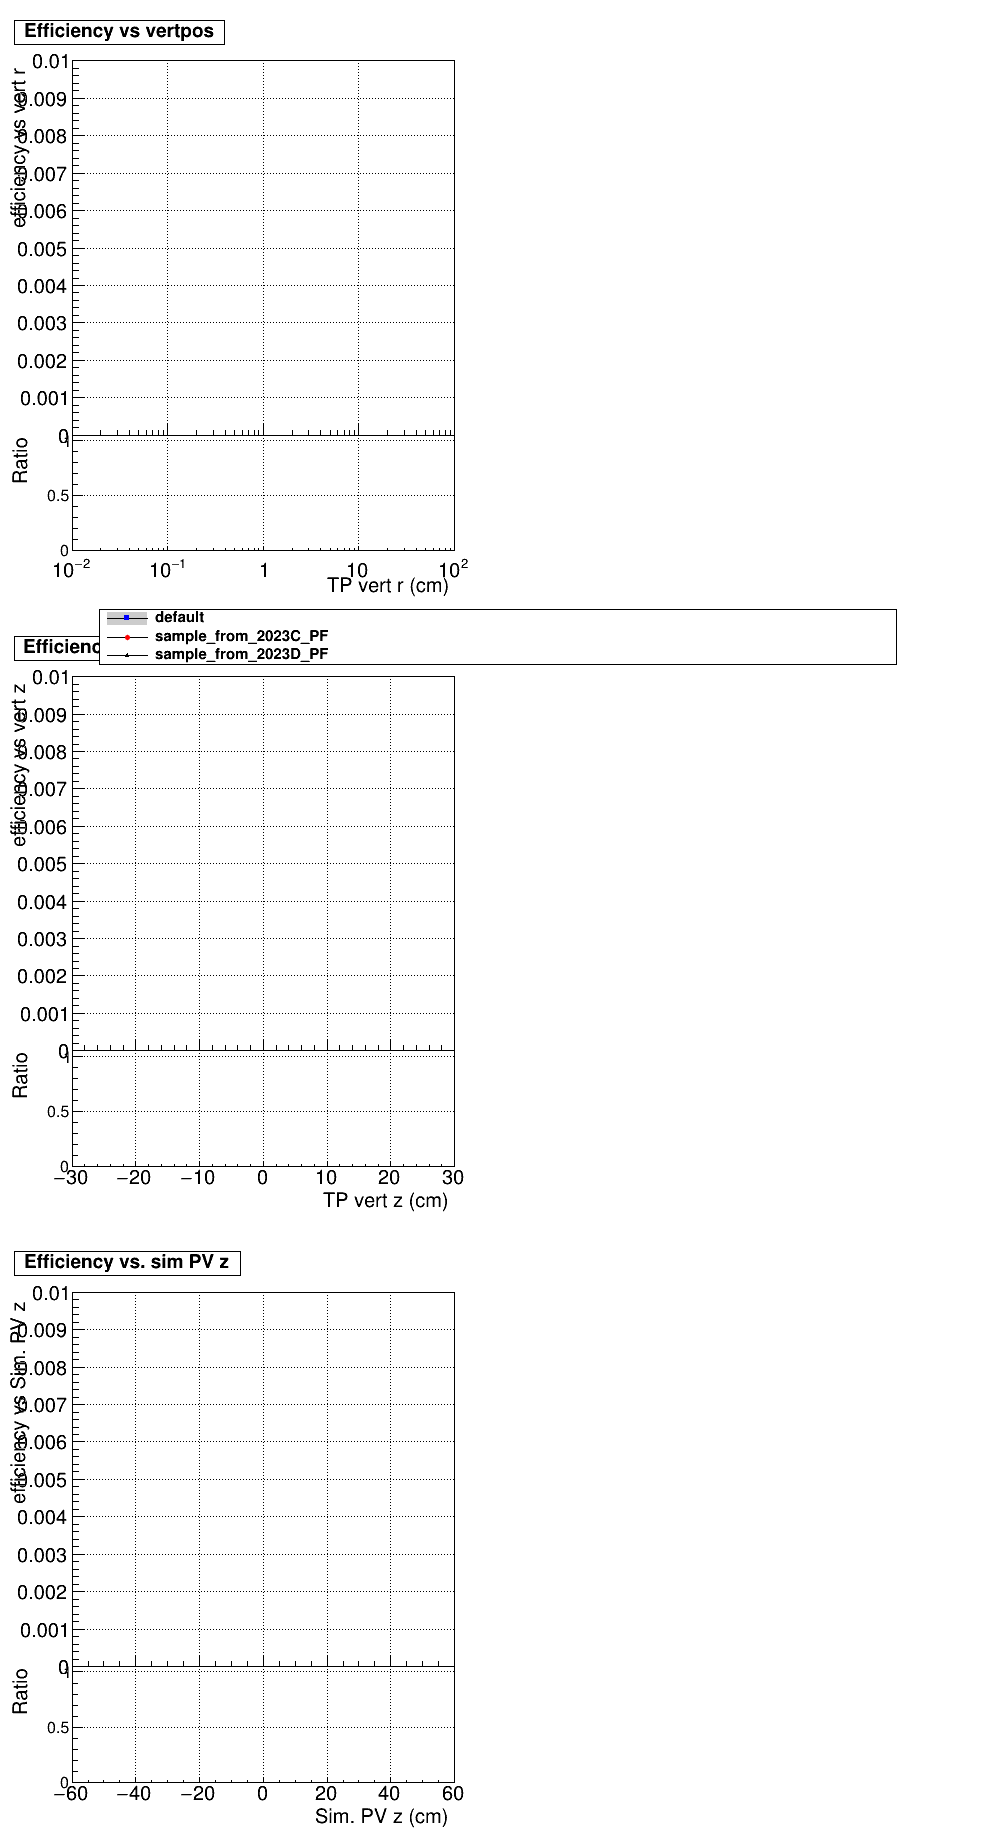 Efficiency vs vertpos
efficiency vs vert r
0.01
0.009
0.008
0.007
0.006
0.005
0.004
0.003
0.002
0.001
0
Ratio
1
0.5
0
10⁻² 10⁻¹ 1 10 10²
TP vert r (cm)
default
sample_from_2023C_PF
sample_from_2023D_PF
Efficienc
efficiency vs vert z
0.01
0.009
0.008
0.007
0.006
0.005
0.004
0.003
0.002
0.001
0
Ratio
1
0.5
0
−30 −20 −10 0 10 20 30
TP vert z (cm)
Efficiency vs. sim PV z
efficiency vs Sim. PV z
0.01
0.009
0.008
0.007
0.006
0.005
0.004
0.003
0.002
0.001
0
Ratio
1
0.5
0
−60 −40 −20 0 20 40 60
Sim. PV z (cm)